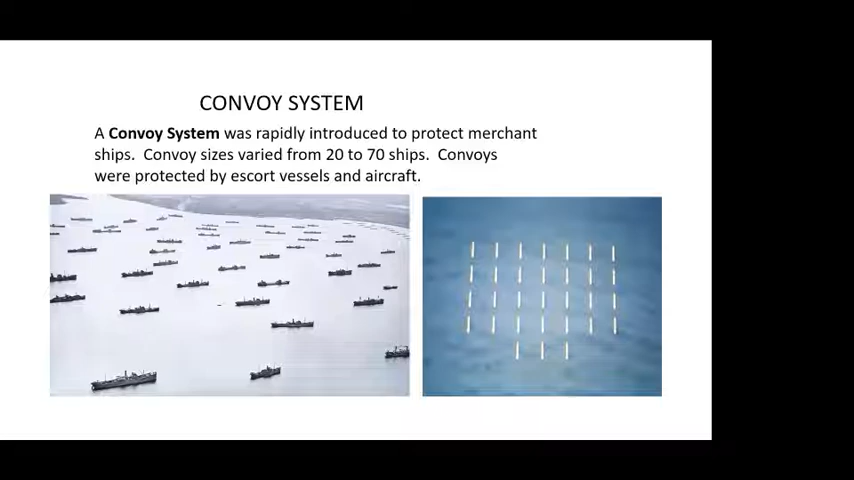 CONVOY SYSTEM
A Convoy System was rapidly introduced to protect merchant
ships.  Convoy sizes varied from 20 to 70 ships.  Convoys
were protected by escort vessels and aircraft.